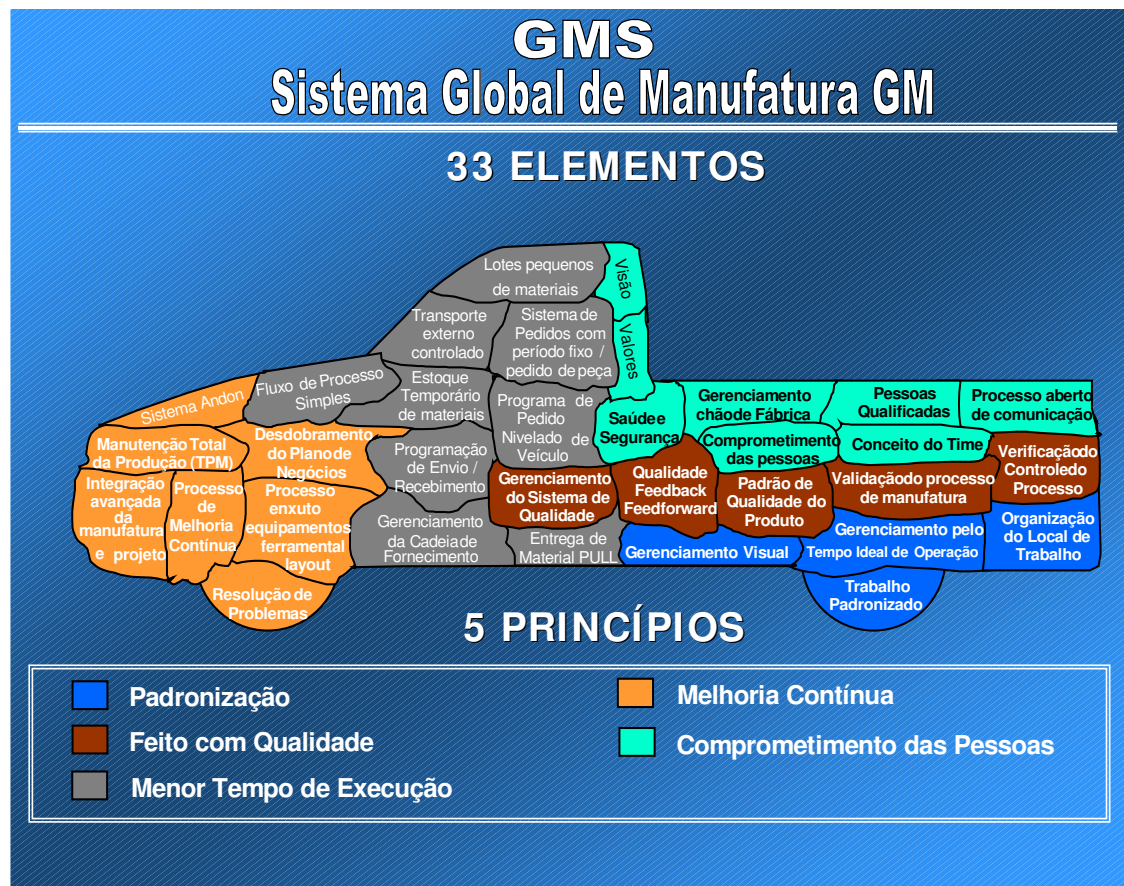 GMS
Sistema Global de Manufatura GM
33 ELEMENTOS
Lotes pequenos
de materiais
Visão
Transporte
externo
controlado
Sistema de
Pedidos com
período fixo /
pedido de peça
Valores
Sistema Andon
Fluxo de Processo
Simples
Estoque
Temporário
de materiais
Programa de
Pedido
Nivelado de
Veículo
Saúde e
Segurança
Gerenciamento
chão de Fábrica
Pessoas
Qualificadas
Processo aberto
de comunicação
Manutenção Total
da Produção (TPM)
Desdobramento
do Plano de
Negócios
Programação
de Envio /
Recebimento
Comprometimento
das pessoas
Conceito do Time
Verificação do
Controle do
Processo
Integração
avançada
da
manufatura
e projeto
Processo
de
Melhoria
Contínua
Processo
enxuto
equipamentos
ferramental
layout
Gerenciamento
do Sistema de
Qualidade
Qualidade
Feedback
Feedforward
Padrão de
Qualidade do
Produto
Validação do processo
de manufatura
Gerenciamento
da Cadeia de
Fornecimento
Entrega de
Material PULL
Gerenciamento Visual
Gerenciamento pelo
Tempo Ideal de Operação
Organização
do Local de
Trabalho
Resolução de
Problemas
Trabalho
Padronizado
5 PRINCÍPIOS
Padronização
Melhoria Contínua
Feito com Qualidade
Comprometimento das Pessoas
Menor Tempo de Execução